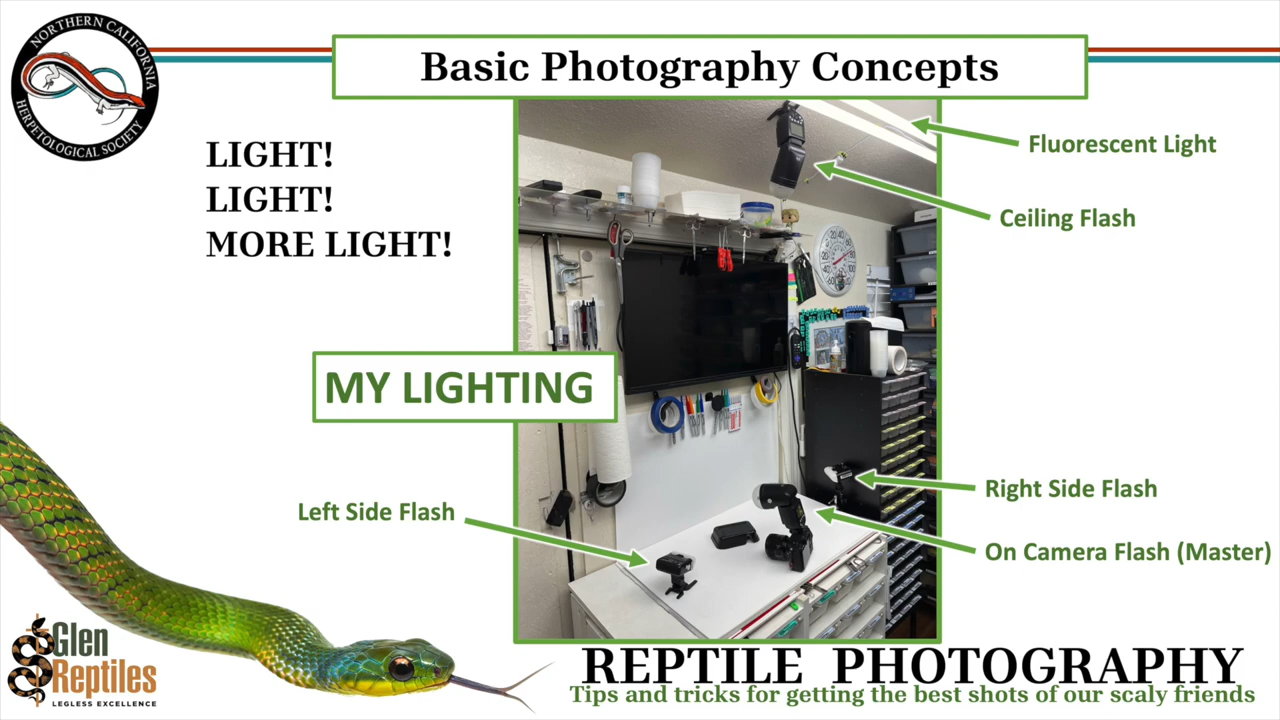 NORTHERN CALIFORNIA
HERPETOLOGICAL SOCIETY
Basic Photography Concepts
LIGHT!
LIGHT!
MORE LIGHT!
Fluorescent Light
Ceiling Flash
MY LIGHTING
Left Side Flash
Right Side Flash
On Camera Flash (Master)
Glen
Reptiles
LEGLESS EXCELLENCE
REPTILE PHOTOGRAPHY
Tips and tricks for getting the best shots of our scaly friends